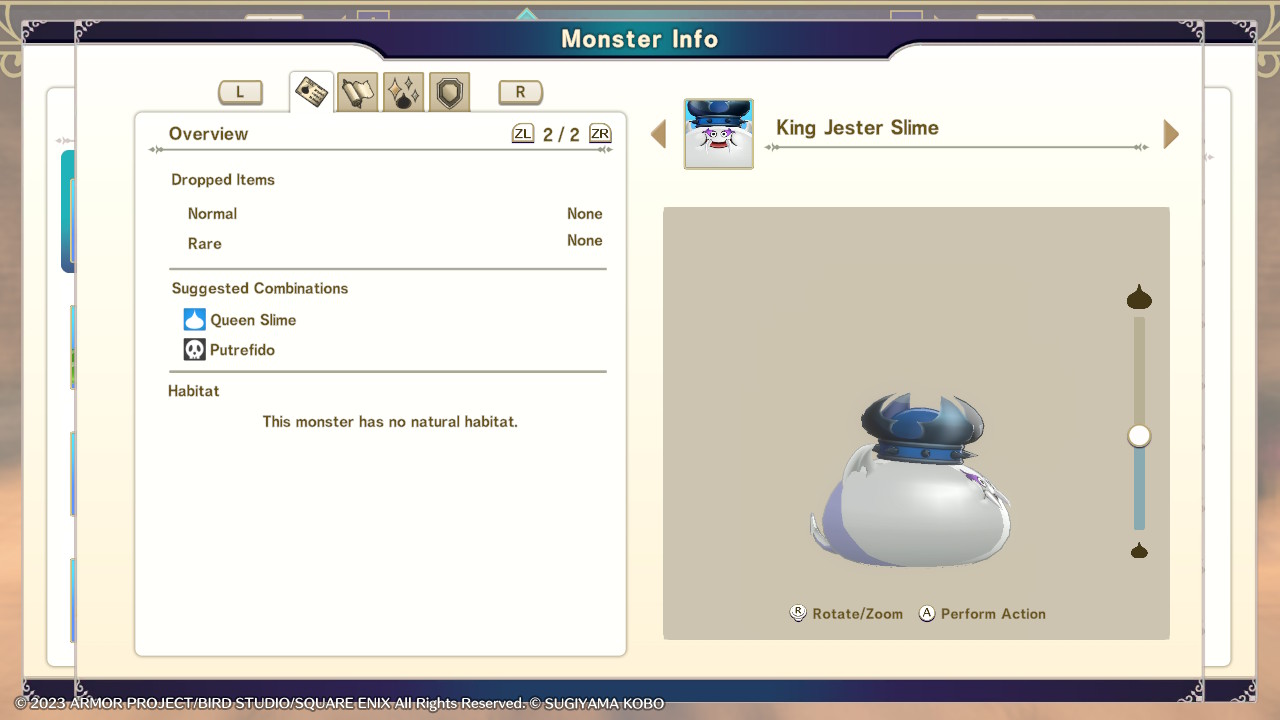 Monster Info
L
R
Overview
ZL 2 / 2 ZR
Dropped Items
Normal None
Rare None
Suggested Combinations
Queen Slime
Putrefido
Habitat
This monster has no natural habitat.
King Jester Slime
R Rotate/Zoom A Perform Action
© 2023 ARMOR PROJECT/BIRD STUDIO/SQUARE ENIX All Rights Reserved. © SUGIYAMA KOBO